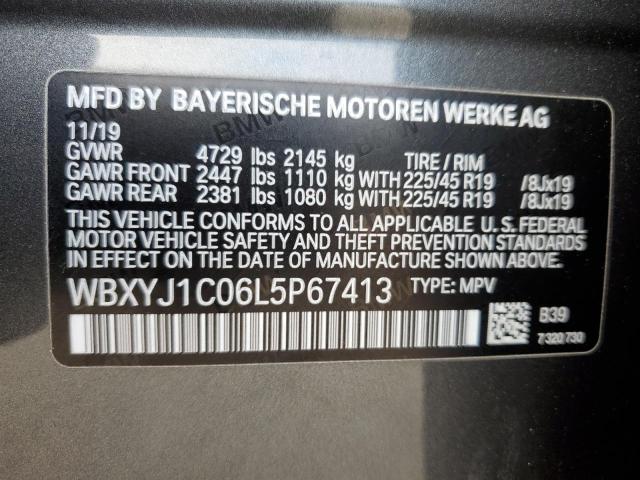 MFD BY BAYERISCHE MOTOREN WERKE AG
11/19
GVWR 4729 lbs 2145 kg TIRE / RIM
GAWR FRONT 2447 lbs 1110 kg WITH 225/45 R19 /8Jx19
GAWR REAR 2381 lbs 1080 kg WITH 225/45 R19 /8Jx19
THIS VEHICLE CONFORMS TO ALL APPLICABLE U.S. FEDERAL
MOTOR VEHICLE SAFETY AND THEFT PREVENTION STANDARDS
IN EFFECT ON THE DATE OF MANUFACTURE SHOWN ABOVE.
WBXYJ1C06L5P67413 TYPE: MPV
B39
7320730